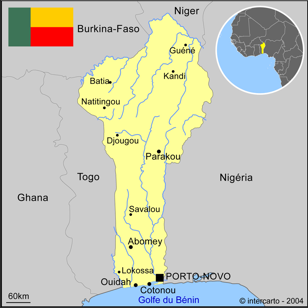 Niger
Burkina-Faso
Guéné
Kandi
Batia
Natitingou
Djougou
Parakou
Togo
Nigéria
Ghana
Savalou
Abomey
Lokossa
PORTO-NOVO
Ouidah
Cotonou
60km
Golfe du Bénin
© intercarto - 2004